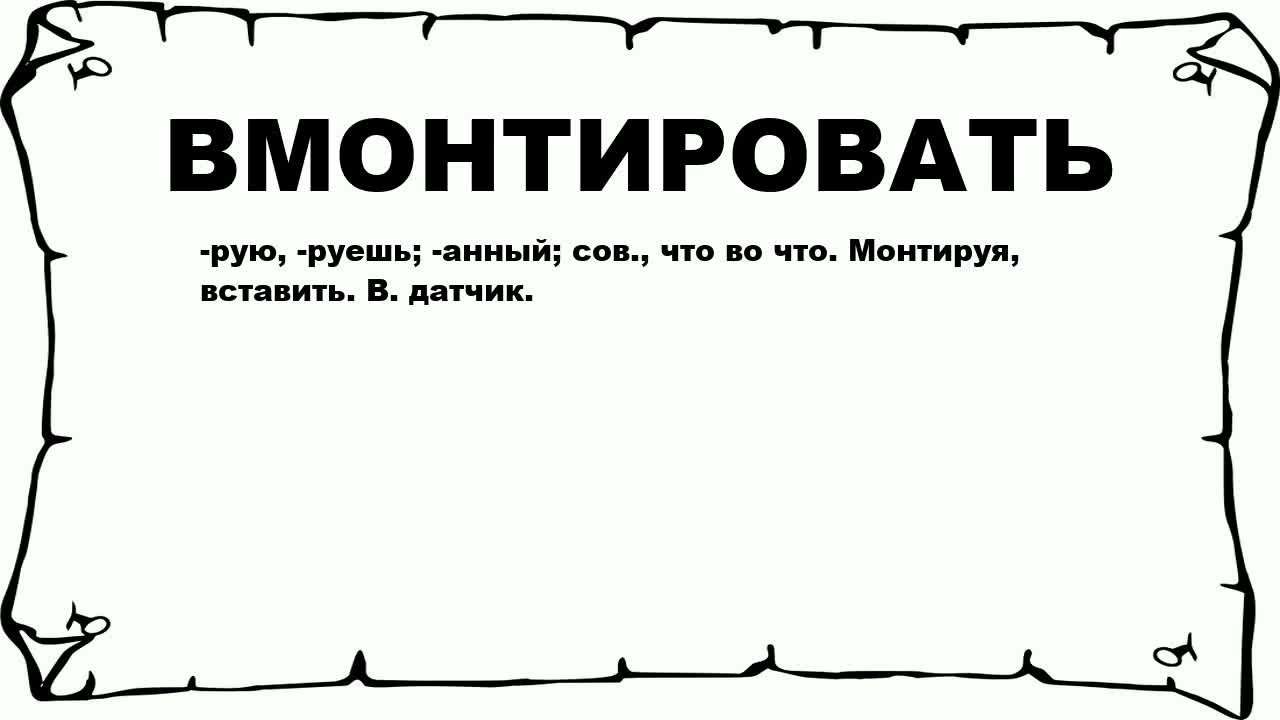 ВМОНТИРОВАТЬ
-рую, -руешь; -анный; сов., что во что. Монтируя,
вставить. В. датчик.